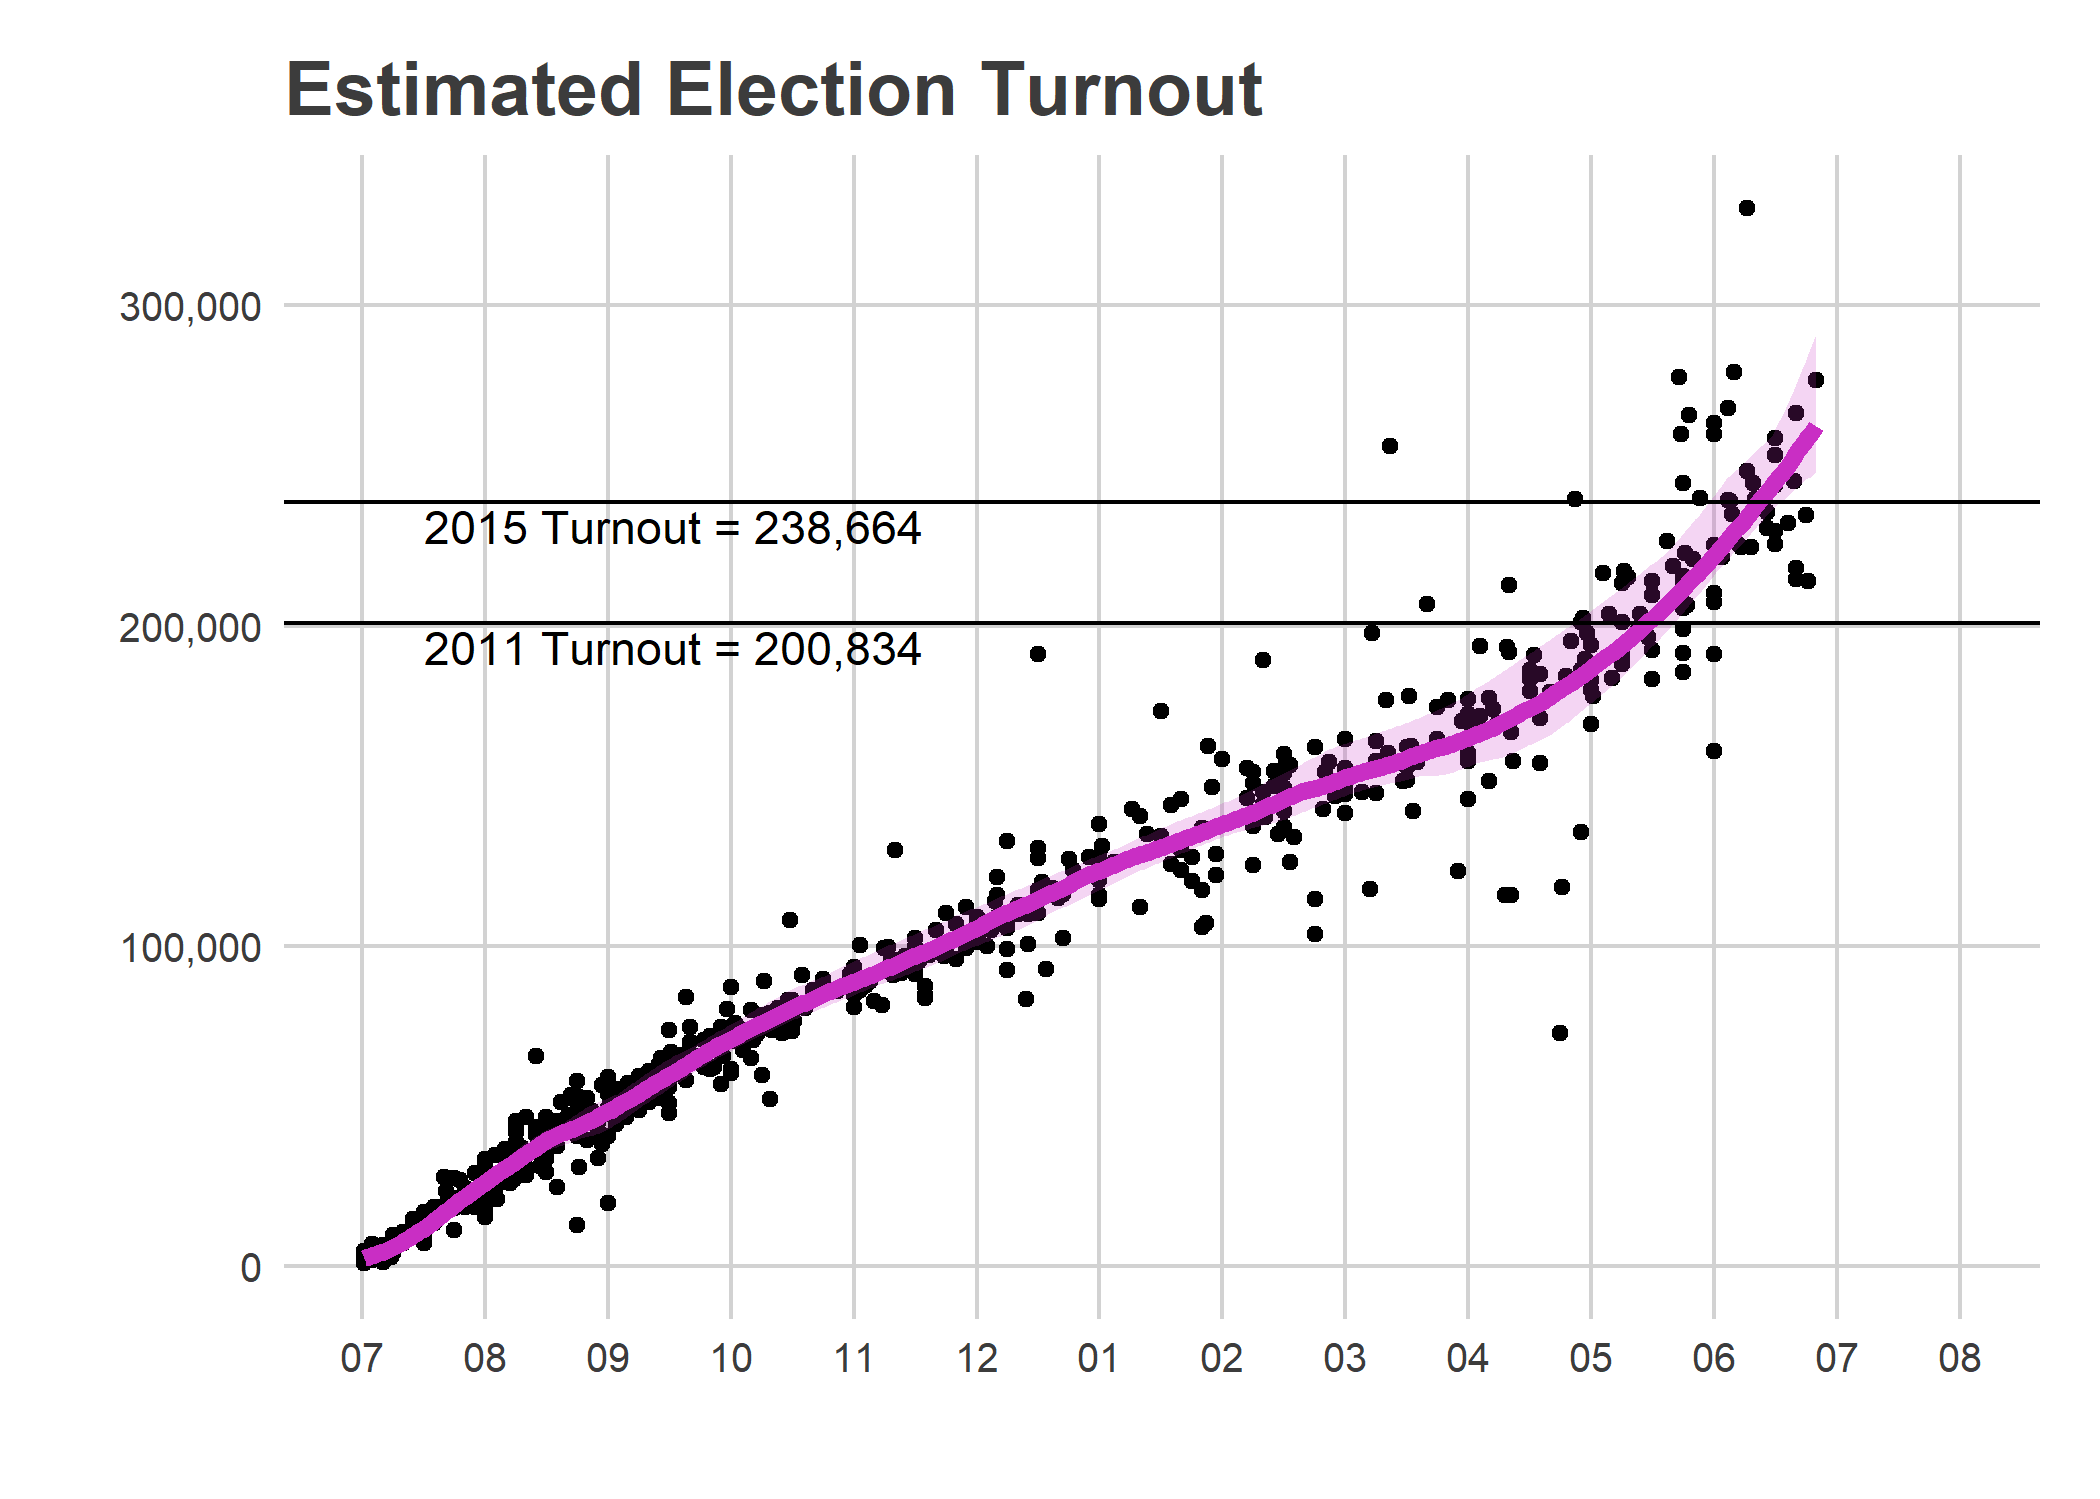 Estimated Election Turnout
300,000
2015 Turnout = 238,664
200,000
2011 Turnout = 200,834
100,000
0
07 08 09 10 11 12 01 02 03 04 05 06 07 08